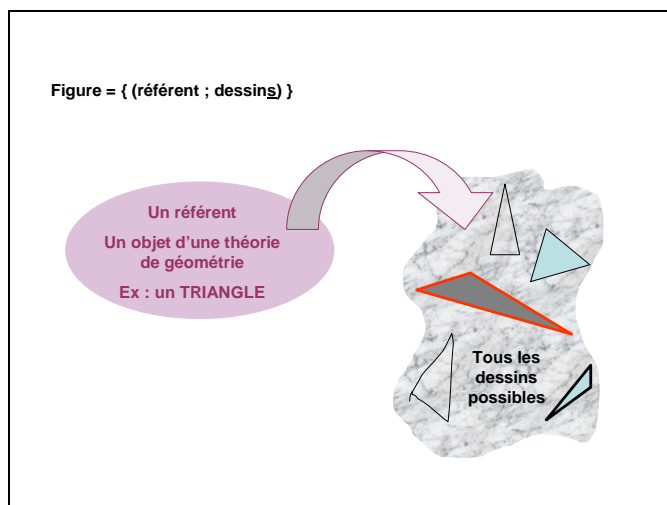 Figure = { (référent ; dessins) }
Un référent
Un objet d'une théorie
de géométrie
Ex : un TRIANGLE
Tous les
dessins
possibles